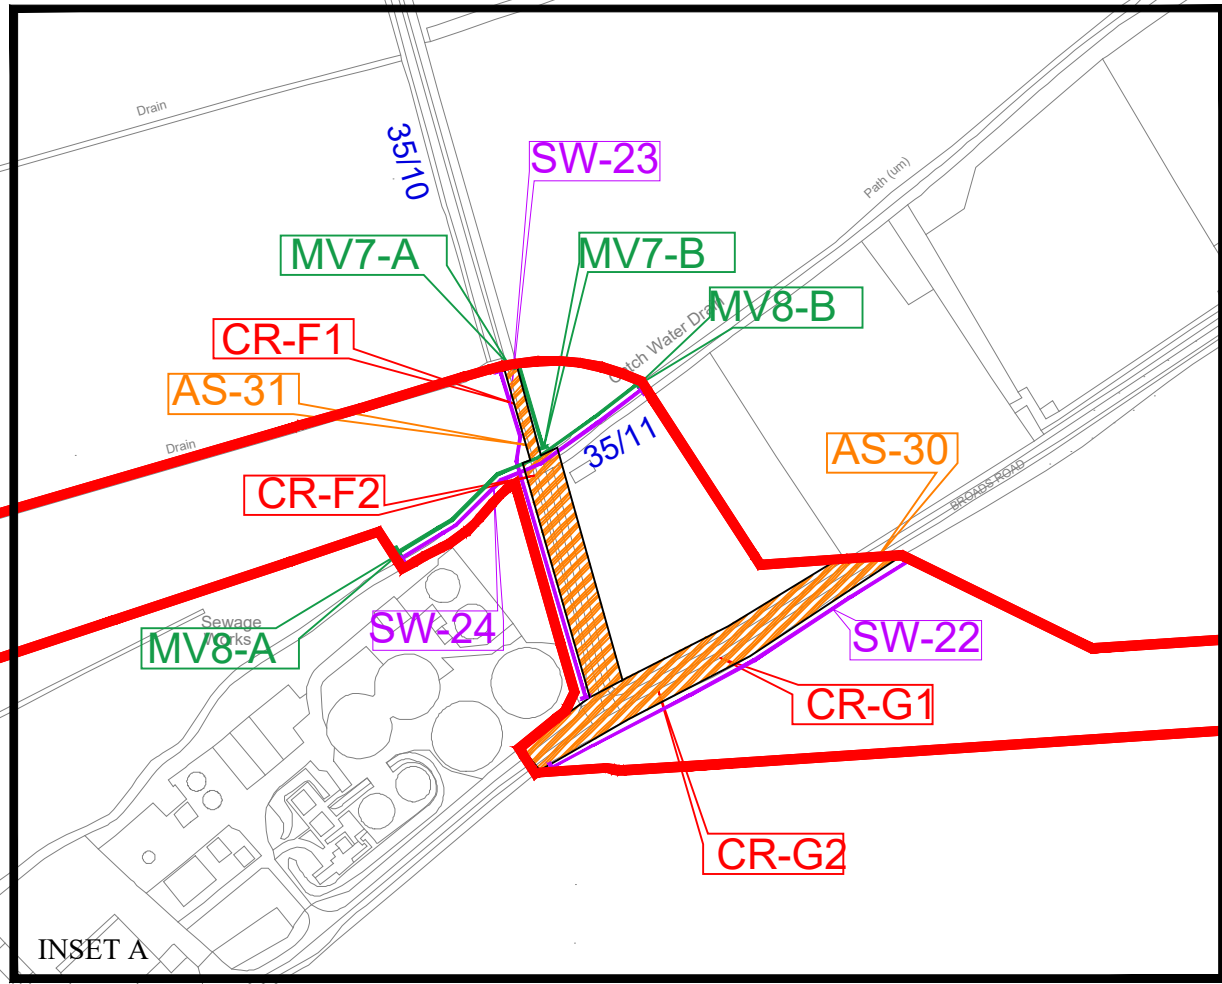 Drain
35/10
SW-23
Path (um)
MV7-A
MV7-B
MV8-B
Catch Water Drain
CR-F1
AS-31
Drain
35/11
AS-30
CR-F2
BROADS ROAD
Sewage
Works
SW-24
MV8-A
SW-22
CR-G1
CR-G2
INSET A